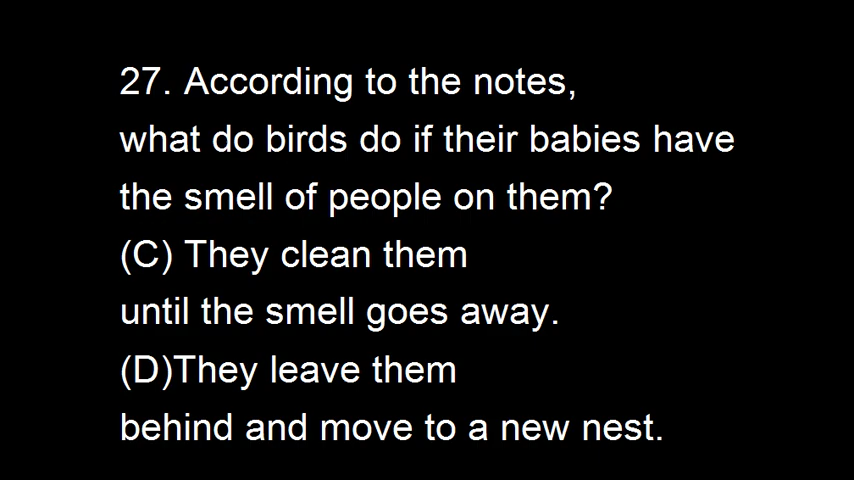 27. According to the notes,
what do birds do if their babies have
the smell of people on them?
(C) They clean them
until the smell goes away.
(D)They leave them
behind and move to a new nest.